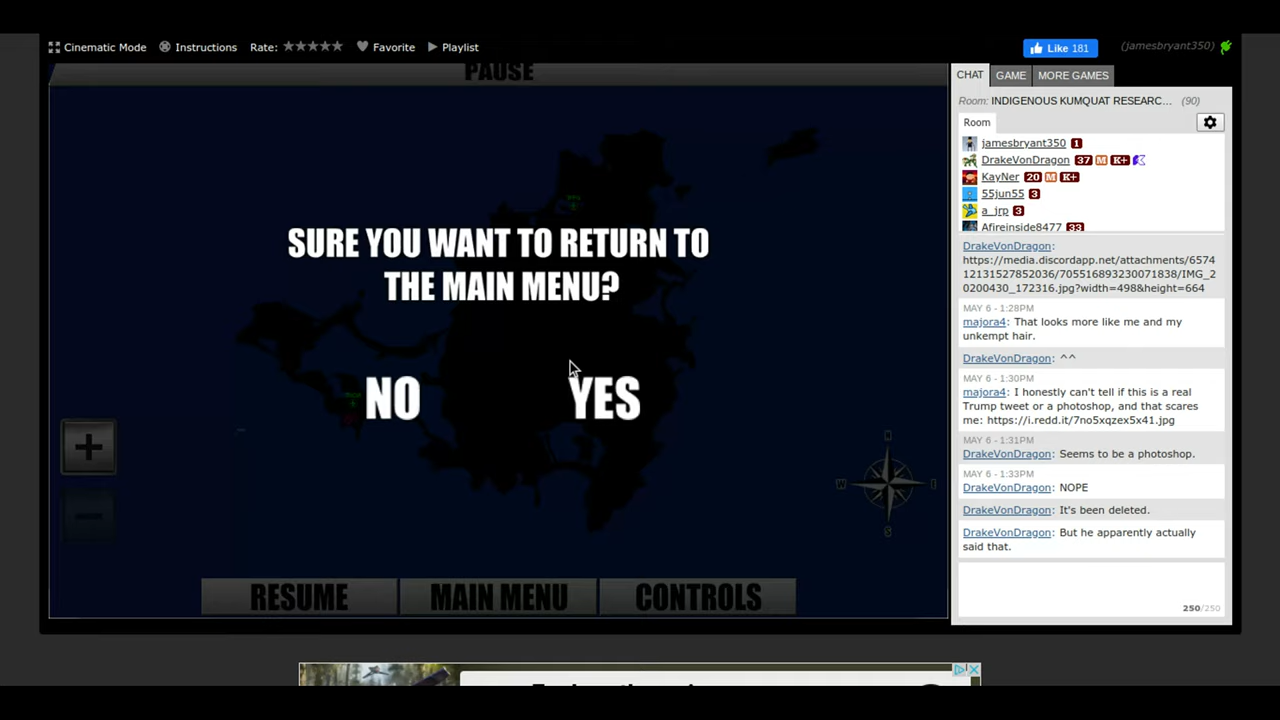 Cinematic Mode Instructions Rate: Favorite Playlist
Like 181
(jamesbryant350)
PAUSE
SURE YOU WANT TO RETURN TO
THE MAIN MENU?
NO YES
+
−
N
W E
S
RESUME MAIN MENU CONTROLS
CHAT GAME MORE GAMES
Room: INDIGENOUS KUMQUAT RESEARC... (90)
Room
jamesbryant350 1
DrakeVonDragon 37 M K+
KayNer 20 M K+
55jun55 3
a_jrp 3
Afireinside8477 33
DrakeVonDragon:
https://media.discordapp.net/attachments/6574
12131527852036/705516893230071838/IMG_2
0200430_172316.jpg?width=498&height=664
MAY 6 - 1:28PM
majora4: That looks more like me and my
unkempt hair.
DrakeVonDragon: ^^
MAY 6 - 1:30PM
majora4: I honestly can't tell if this is a real
Trump tweet or a photoshop, and that scares
me: https://i.redd.it/7no5xqzex5x41.jpg
MAY 6 - 1:31PM
DrakeVonDragon: Seems to be a photoshop.
MAY 6 - 1:33PM
DrakeVonDragon: NOPE
DrakeVonDragon: It's been deleted.
DrakeVonDragon: But he apparently actually
said that.
250/250